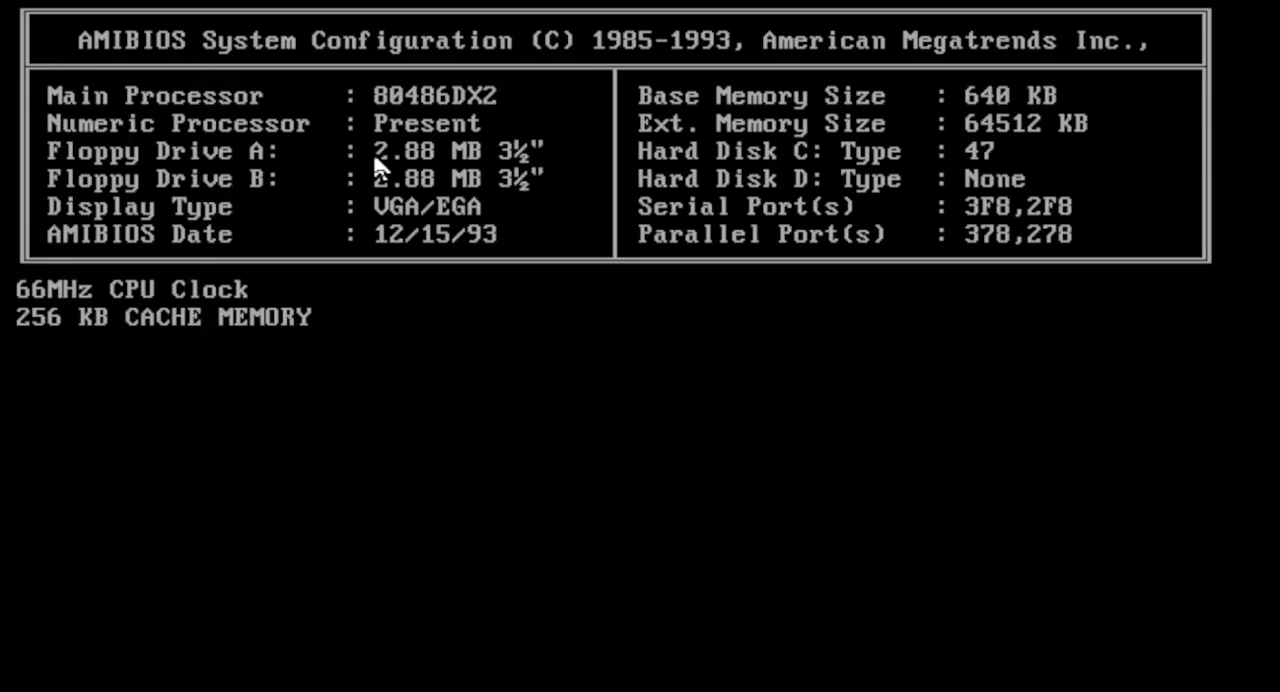 AMIBIOS System Configuration (C) 1985-1993, American Megatrends Inc.,
Main Processor : 80486DX2
Numeric Processor : Present
Floppy Drive A: : 2.88 MB 3½"
Floppy Drive B: : 2.88 MB 3½"
Display Type : VGA/EGA
AMIBIOS Date : 12/15/93
Base Memory Size : 640 KB
Ext. Memory Size : 64512 KB
Hard Disk C: Type : 47
Hard Disk D: Type : None
Serial Port(s) : 3F8,2F8
Parallel Port(s) : 378,278
66MHz CPU Clock
256 KB CACHE MEMORY